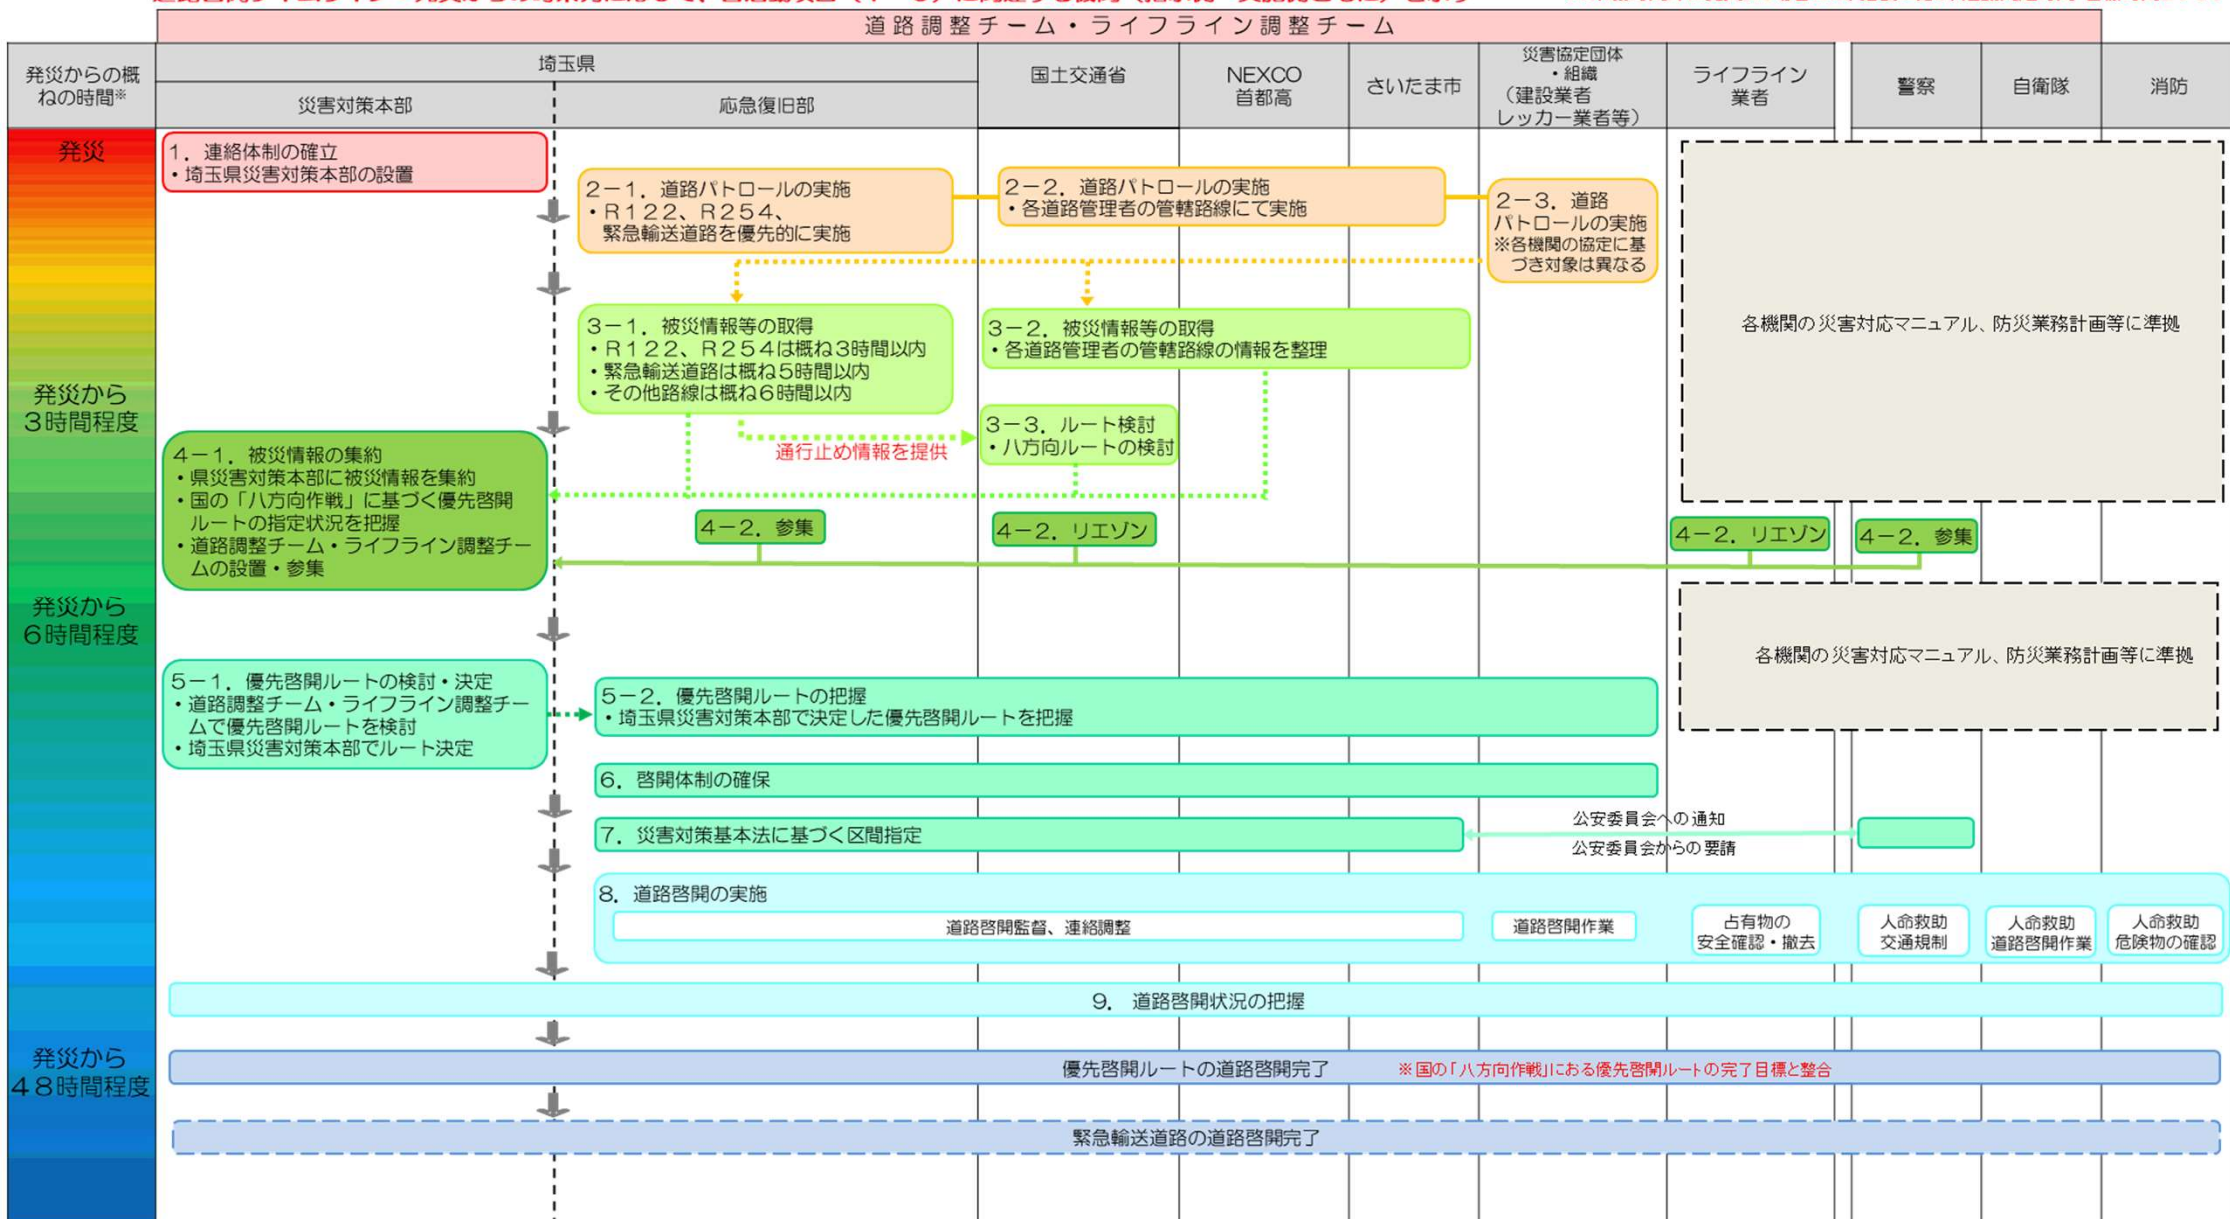 道路調整チーム・ライフライン調整チーム
発災からの概
ねの時間※
埼玉県
災害対策本部
応急復旧部
国土交通省
NEXCO
首都高
さいたま市
災害協定団体
・組織
（建設業者
レッカー業者等）
ライフライン
業者
警察
自衛隊
消防
発災
1．連絡体制の確立
・埼玉県災害対策本部の設置
2－1．道路パトロールの実施
・R122、R254、
緊急輸送道路を優先的に実施
2－2．道路パトロールの実施
・各道路管理者の管轄路線にて実施
2－3．道路
パトロールの実施
※各機関の協定に基
づき対象は異なる
各機関の災害対応マニュアル、防災業務計画等に準拠
3－1．被災情報等の取得
・R122、R254は概ね3時間以内
・緊急輸送道路は概ね5時間以内
・その他路線は概ね6時間以内
3－2．被災情報等の取得
・各道路管理者の管轄路線の情報を整理
発災から
3時間程度
通行止め情報を提供
3－3．ルート検討
・八方向ルートの検討
4－1．被災情報の集約
・県災害対策本部に被災情報を集約
・国の「八方向作戦」に基づく優先啓開
ルートの指定状況を把握
・道路調整チーム・ライフライン調整チー
ムの設置・参集
4－2．参集
4－2．リエゾン
4－2．リエゾン
4－2．参集
発災から
6時間程度
各機関の災害対応マニュアル、防災業務計画等に準拠
5－1．優先啓開ルートの検討・決定
・道路調整チーム・ライフライン調整チー
ムで優先啓開ルートを検討
・埼玉県災害対策本部でルート決定
5－2．優先啓開ルートの把握
・埼玉県災害対策本部で決定した優先啓開ルートを把握
6．啓開体制の確保
7．災害対策基本法に基づく区間指定
公安委員会への通知
公安委員会からの要請
8．道路啓開の実施
道路啓開監督、連絡調整
道路啓開作業
占有物の
安全確認・撤去
人命救助
交通規制
人命救助
道路啓開作業
人命救助
危険物の確認
9． 道路啓開状況の把握
発災から
48時間程度
優先啓開ルートの道路啓開完了
※国の「八方向作戦」におる優先啓開ルートの完了目標と整合
緊急輸送道路の道路啓開完了